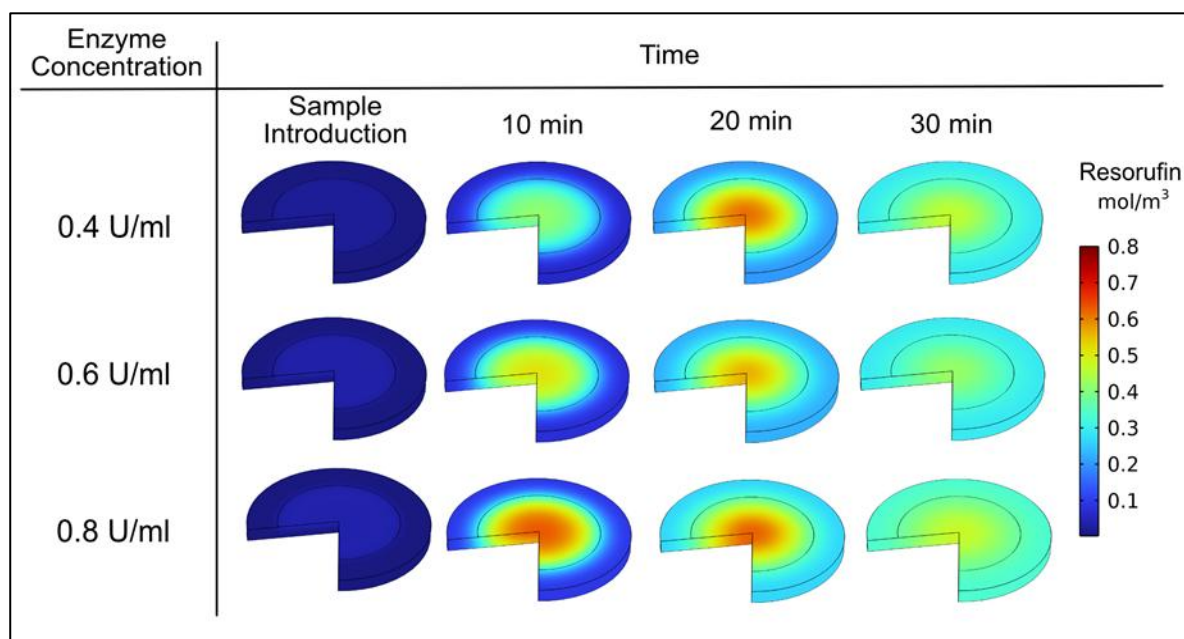 Enzyme
Concentration
Time
Sample
Introduction
10 min
20 min
30 min
Resorufin
mol/m³
0.4 U/ml
0.6 U/ml
0.8 U/ml
0.8
0.7
0.6
0.5
0.4
0.3
0.2
0.1